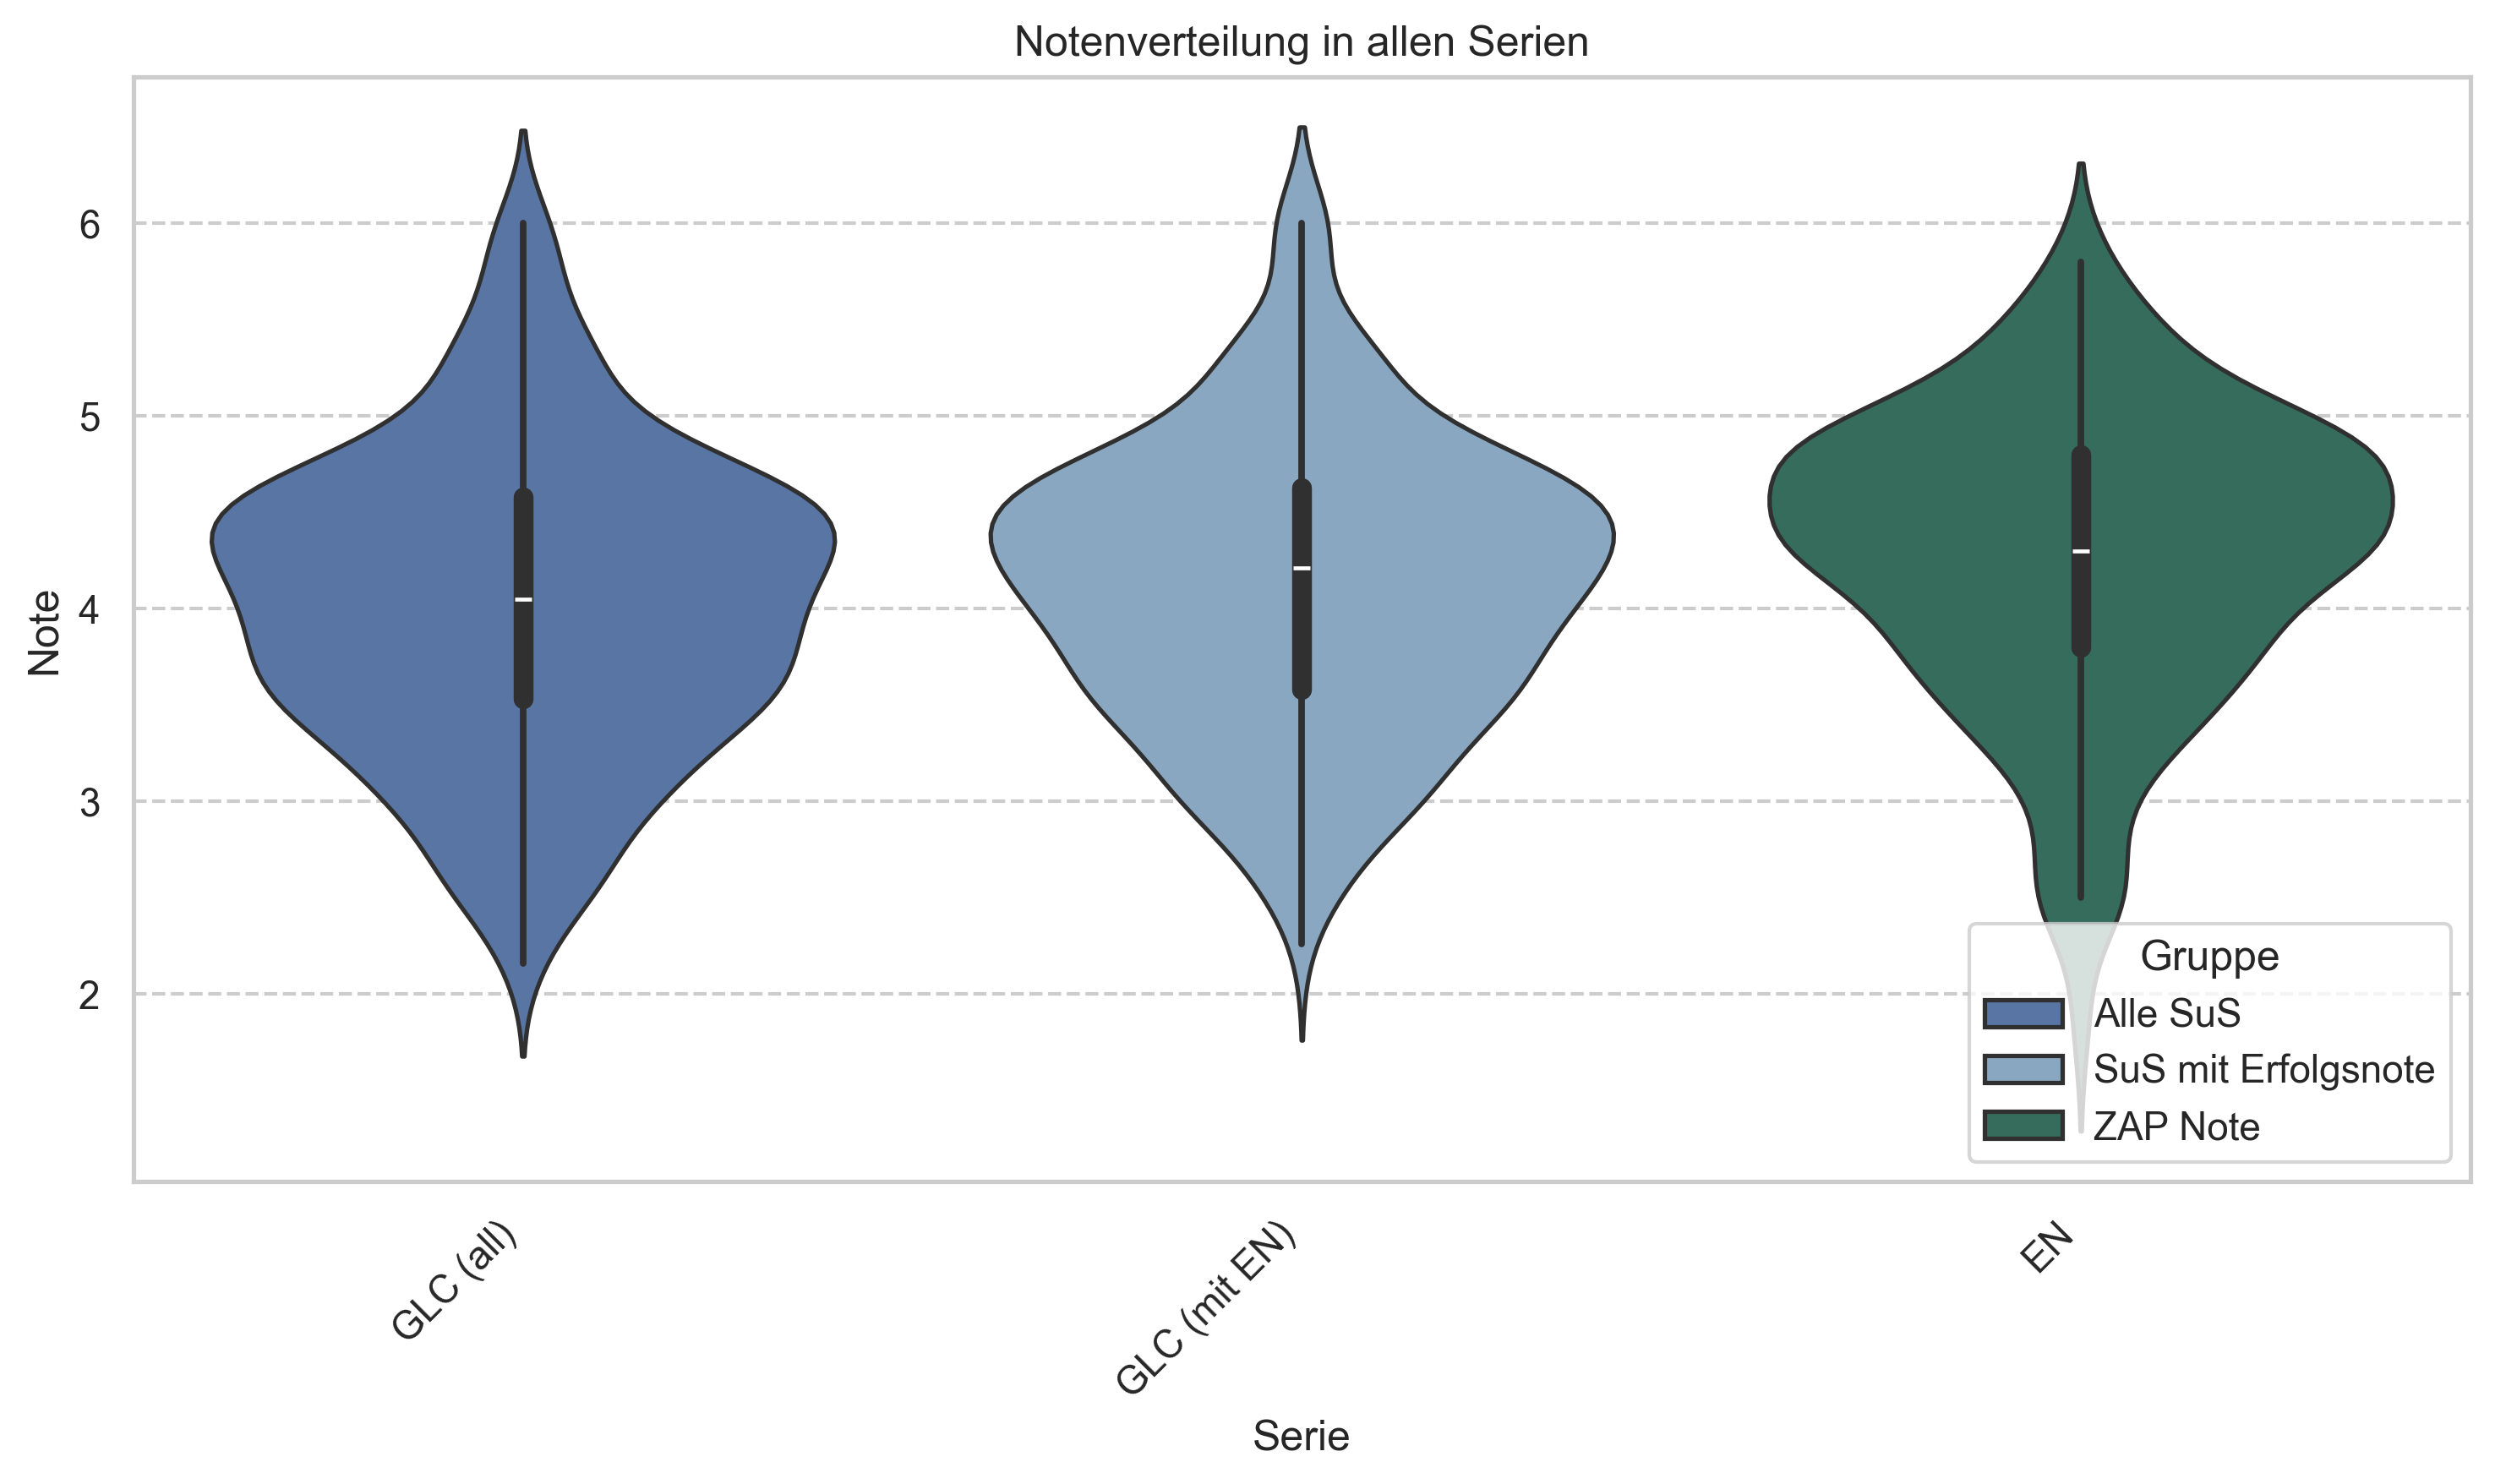 Notenverteilung in allen Serien
Note
6
5
4
3
2
Gruppe
Alle SuS
SuS mit Erfolgsnote
ZAP Note
GLC (all)
GLC (mit EN)
EN
Serie